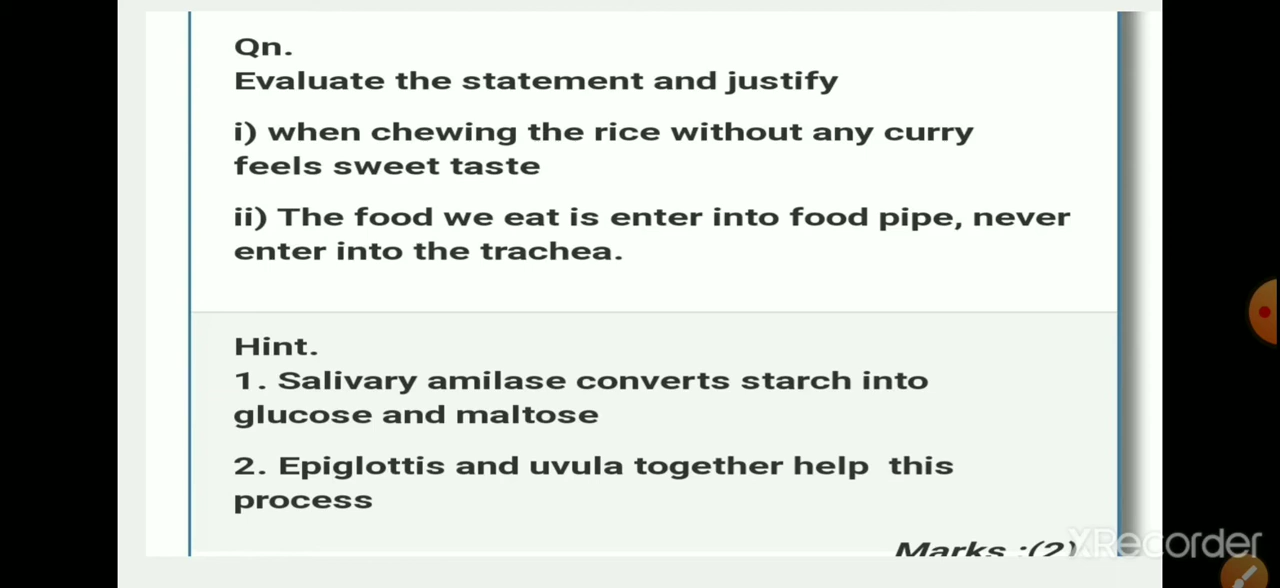 Qn.
Evaluate the statement and justify
i) when chewing the rice without any curry
feels sweet taste
ii) The food we eat is enter into food pipe, never
enter into the trachea.
Hint.
1. Salivary amilase converts starch into
glucose and maltose
2. Epiglottis and uvula together help this
process
Marks :(2)
XRecorder